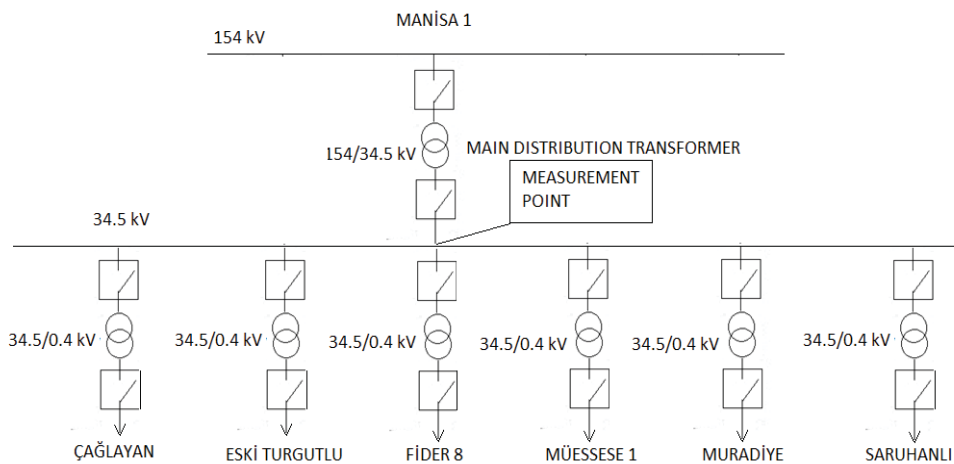 MANİSA 1
154 kV
154/34.5 kV
MAIN DISTRIBUTION TRANSFORMER
MEASUREMENT
POINT
34.5 kV
34.5/0.4 kV
34.5/0.4 kV
34.5/0.4 kV
34.5/0.4 kV
34.5/0.4 kV
34.5/0.4 kV
ÇAĞLAYAN
ESKİ TURGUTLU
FİDER 8
MÜESSESE 1
MURADİYE
SARUHANLI